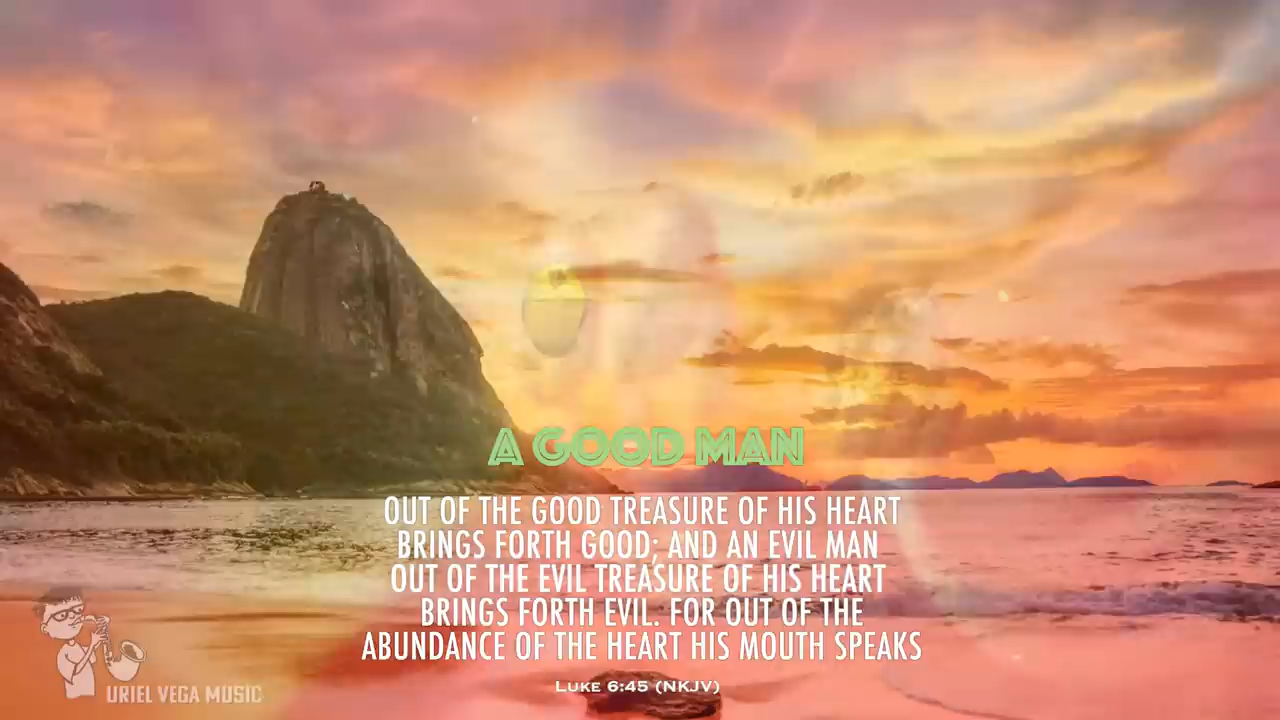 A GOOD MAN
OUT OF THE GOOD TREASURE OF HIS HEART
BRINGS FORTH GOOD; AND AN EVIL MAN
OUT OF THE EVIL TREASURE OF HIS HEART
BRINGS FORTH EVIL. FOR OUT OF THE
ABUNDANCE OF THE HEART HIS MOUTH SPEAKS
LUKE 6:45 (NKJV)
URIEL VEGA MUSIC